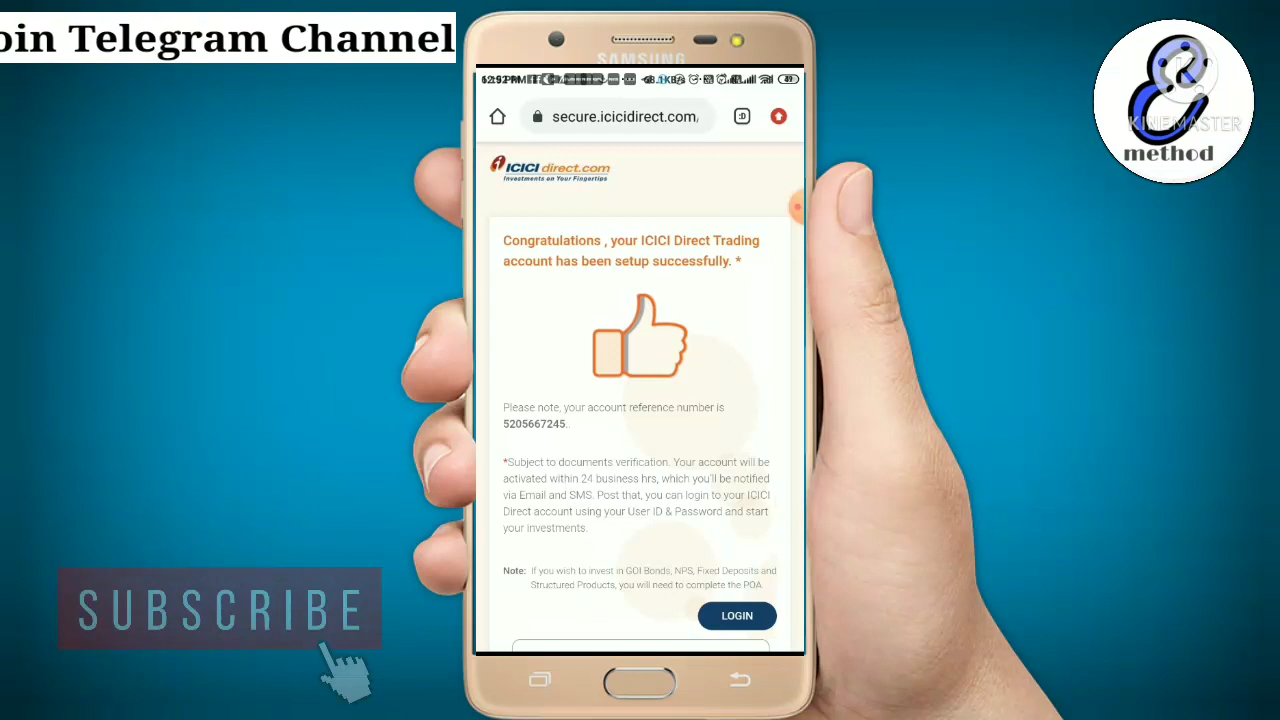 oin Telegram Channel
SAMSUNG
secure.icicidirect.com,
:D
ICICI direct.com
Investments on Your Fingertips
Congratulations , your ICICI Direct Trading
account has been setup successfully. *
Please note, your account reference number is
5205667245..
*Subject to documents verification. Your account will be
activated within 24 business hrs, which you'll be notified
via Email and SMS. Post that, you can login to your ICICI
Direct account using your User ID & Password and start
your investments.
Note: If you wish to invest in GOI Bonds, NPS, Fixed Deposits and
Structured Products, you will need to complete the POA.
LOGIN
SUBSCRIBE
8
K
KINEMASTER
method